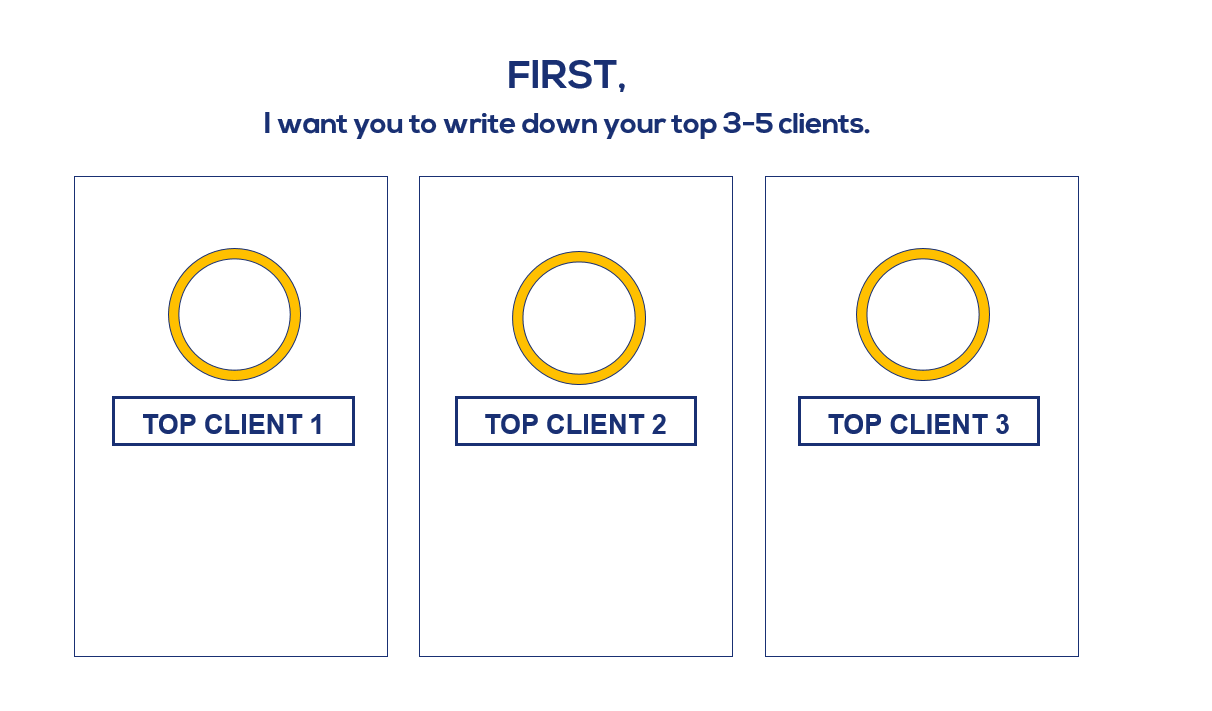 FIRST,
I want you to write down your top 3-5 clients.
TOP CLIENT 1
TOP CLIENT 2
TOP CLIENT 3